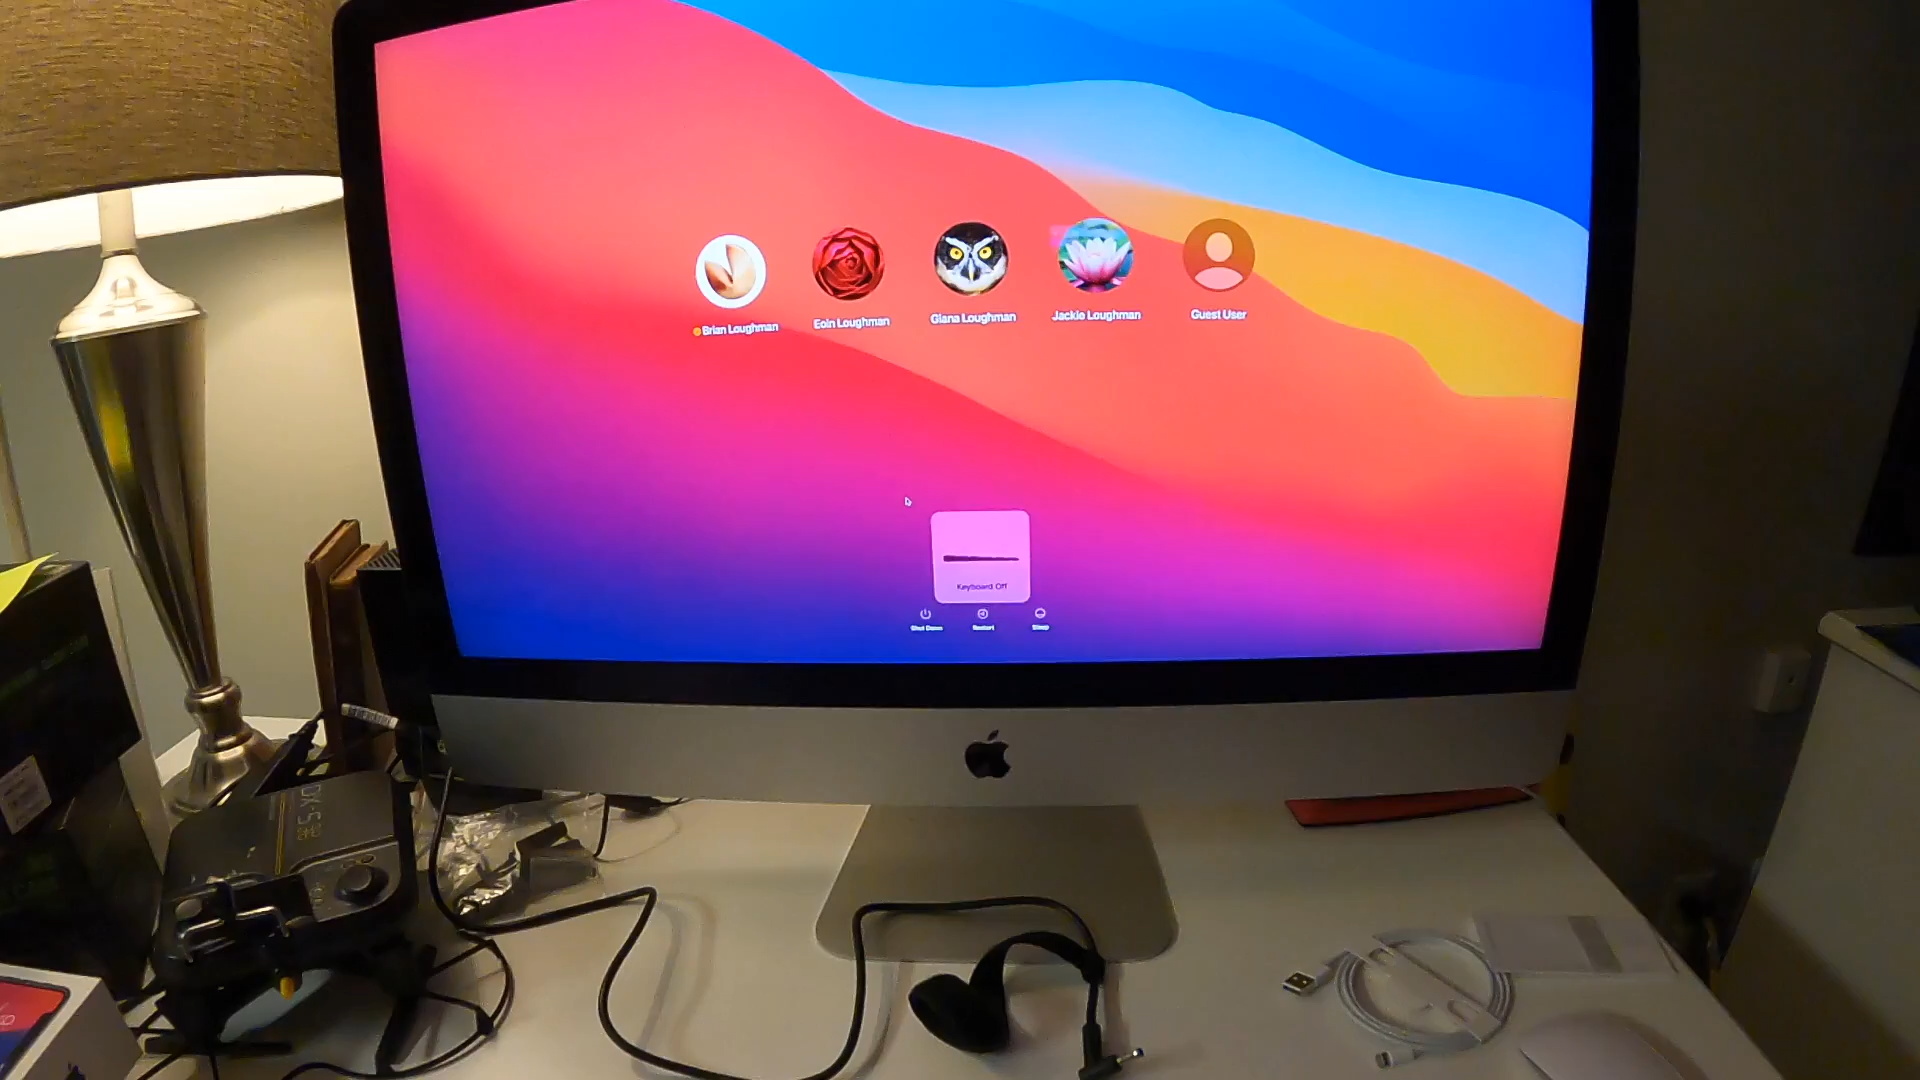 Brian Loughman
Eoin Loughman
Giana Loughman
Jackie Loughman
Guest User
Keyboard Off
Shut Down
Restart
Sleep